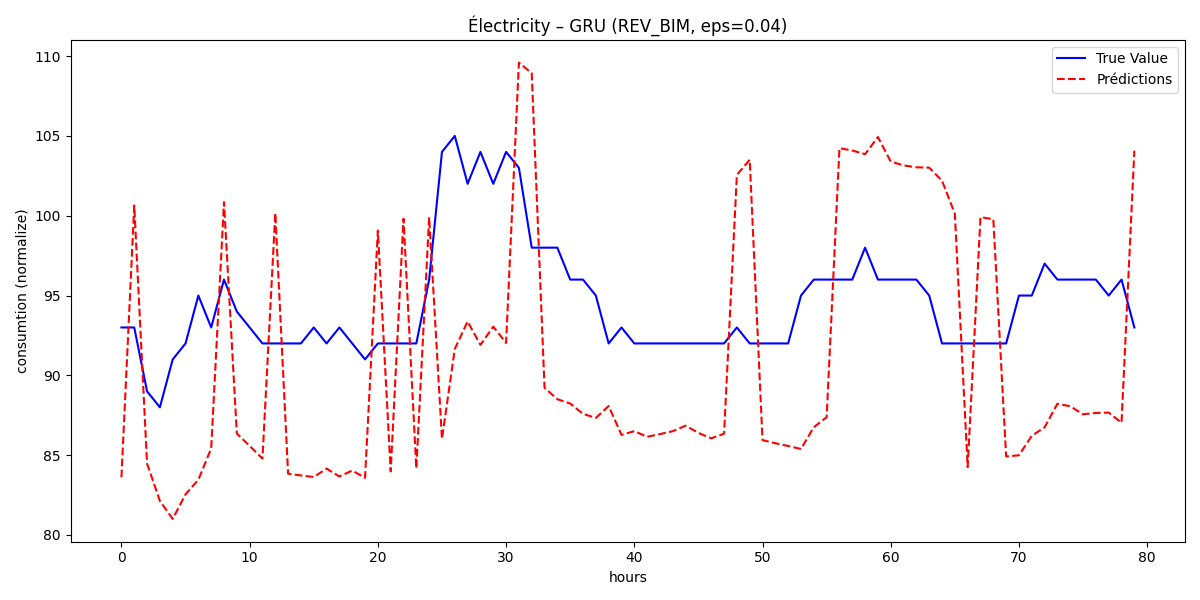 Électricity – GRU (REV_BIM, eps=0.04)
True Value
Prédictions
consumtion (normalize)
110
105
100
95
90
85
80
0 10 20 30 40 50 60 70 80
hours